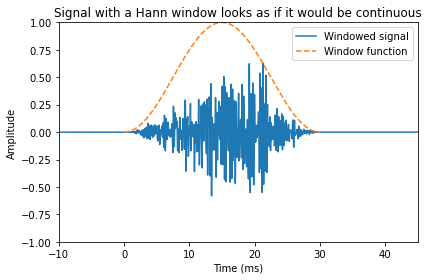 Signal with a Hann window looks as if it would be continuous
1.00
0.75
0.50
0.25
0.00
−0.25
−0.50
−0.75
−1.00
Amplitude
Windowed signal
Window function
−10 0 10 20 30 40
Time (ms)